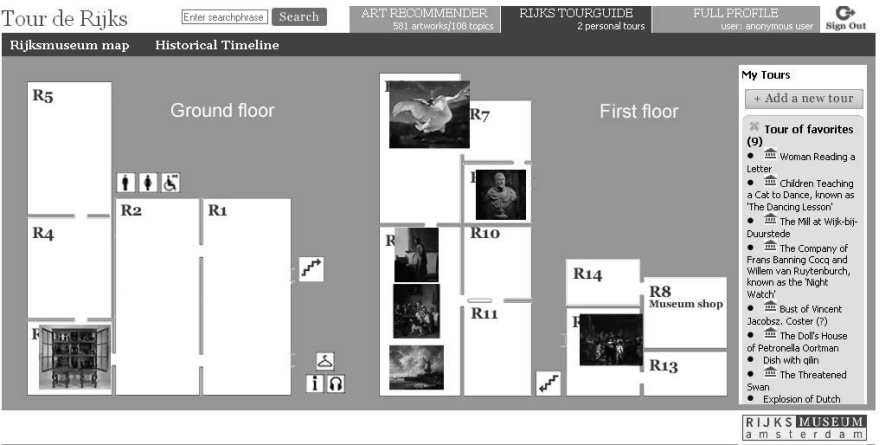 Tour de Rijks
Enter searchphrase
Search
ART RECOMMENDER
581 artworks/108 topics
RIJKS TOURGUIDE
2 personal tours
FULL PROFILE
user: anonymous user
Sign Out
Rijksmuseum map
Historical Timeline
Ground floor
R5
R2
R1
R4
R
First floor
R7
R10
R
R11
R14
R8
Museum shop
R13
i
My Tours
+ Add a new tour
Tour of favorites
(9)
Woman Reading a
Letter
Children Teaching
a Cat to Dance, known as
'The Dancing Lesson'
The Mill at Wijk-bij-
Duurstede
The Company of
Frans Banning Cocq and
Willem van Ruytenburch,
known as the 'Night
Watch'
Bust of Vincent
Jacobsz. Coster (?)
The Doll's House
of Petronella Oortman
Dish with qilin
The Threatened
Swan
Explosion of Dutch
RIJKS MUSEUM
amsterdam